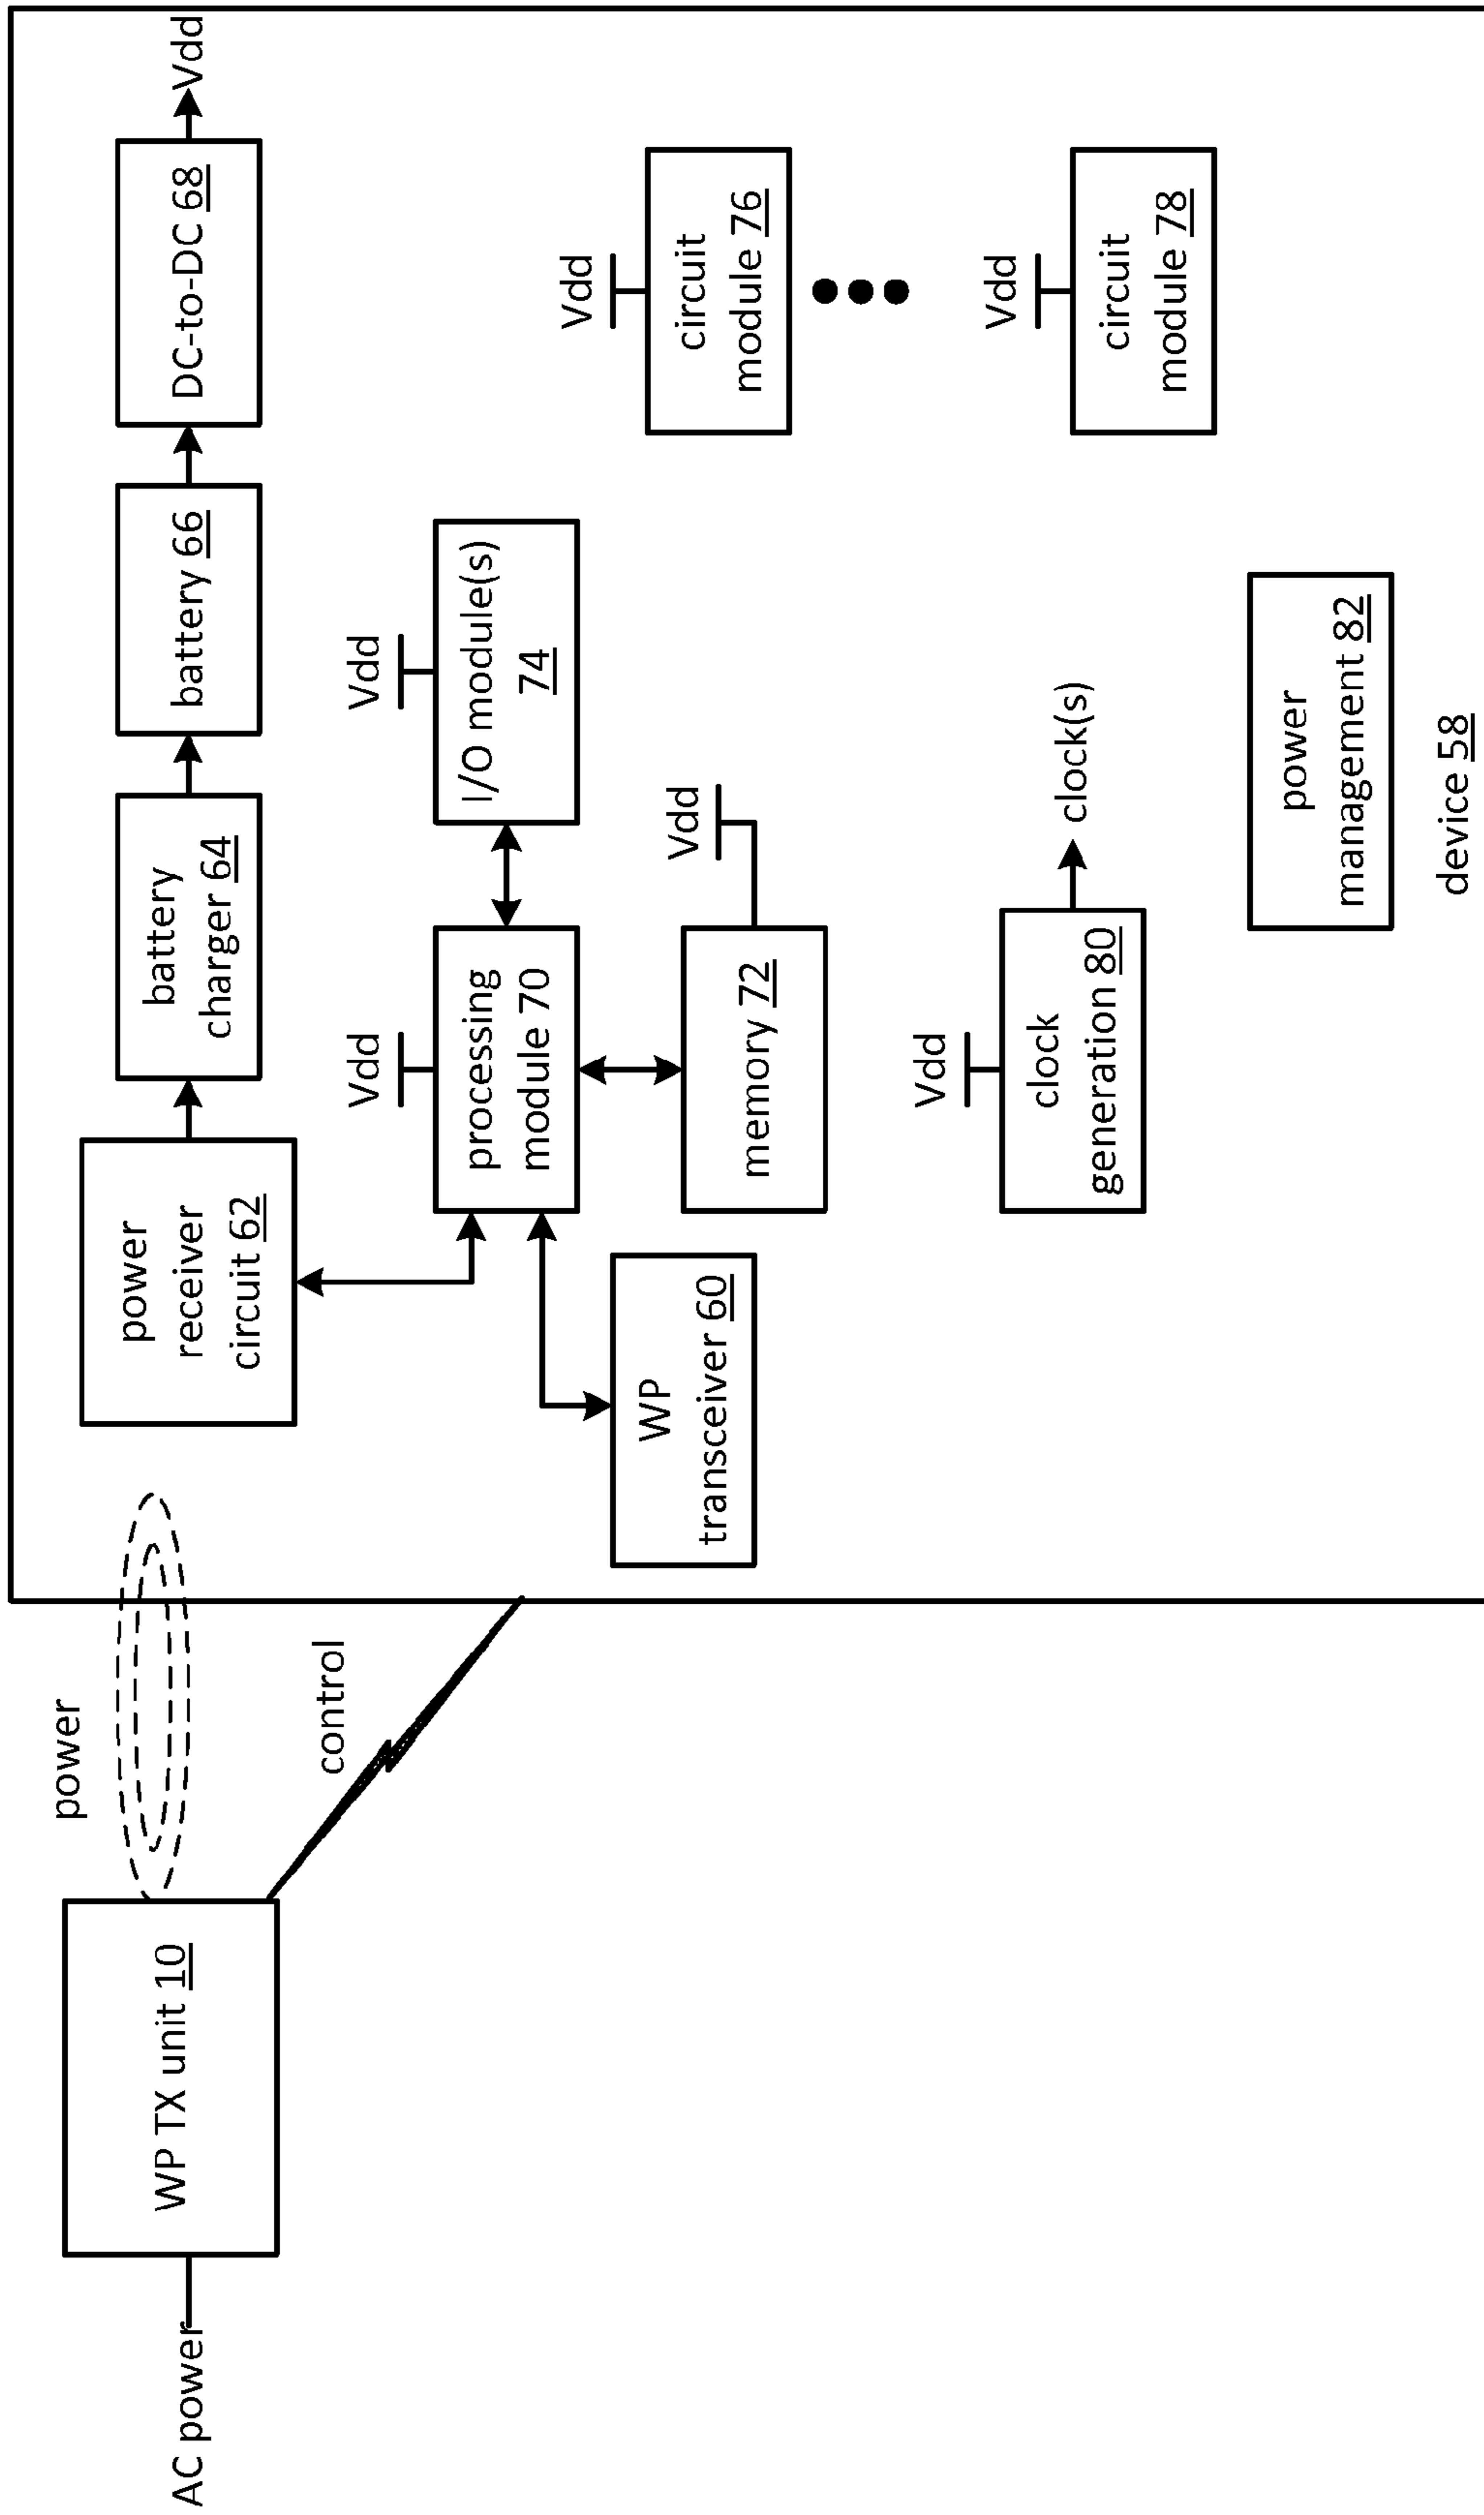 AC power
WP TX unit 10
power
control
power
receiver
circuit 62
battery
charger 64
battery 66
DC-to-DC 68
Vdd
Vdd
processing
module 70
Vdd
I/O module(s)
74
WP
transceiver 60
memory 72
Vdd
Vdd
circuit
module 76
Vdd
clock
generation 80
clock(s)
Vdd
circuit
module 78
power
management 82
device 58